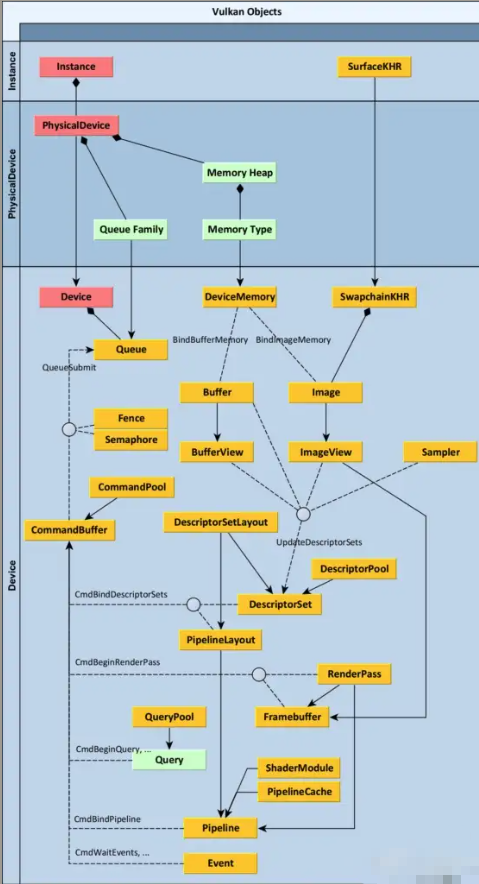 Vulkan Objects
Instance
Instance
SurfaceKHR
PhysicalDevice
PhysicalDevice
Memory Heap
Queue Family
Memory Type
Device
Device
DeviceMemory
SwapchainKHR
BindBufferMemory
BindImageMemory
Queue
QueueSubmit
Buffer
Image
Fence
Semaphore
BufferView
ImageView
Sampler
CommandPool
CommandBuffer
DescriptorSetLayout
UpdateDescriptorSets
DescriptorPool
CmdBindDescriptorSets
DescriptorSet
PipelineLayout
CmdBeginRenderPass
RenderPass
QueryPool
Framebuffer
CmdBeginQuery, ...
Query
ShaderModule
PipelineCache
CmdBindPipeline
Pipeline
CmdWaitEvents, ...
Event